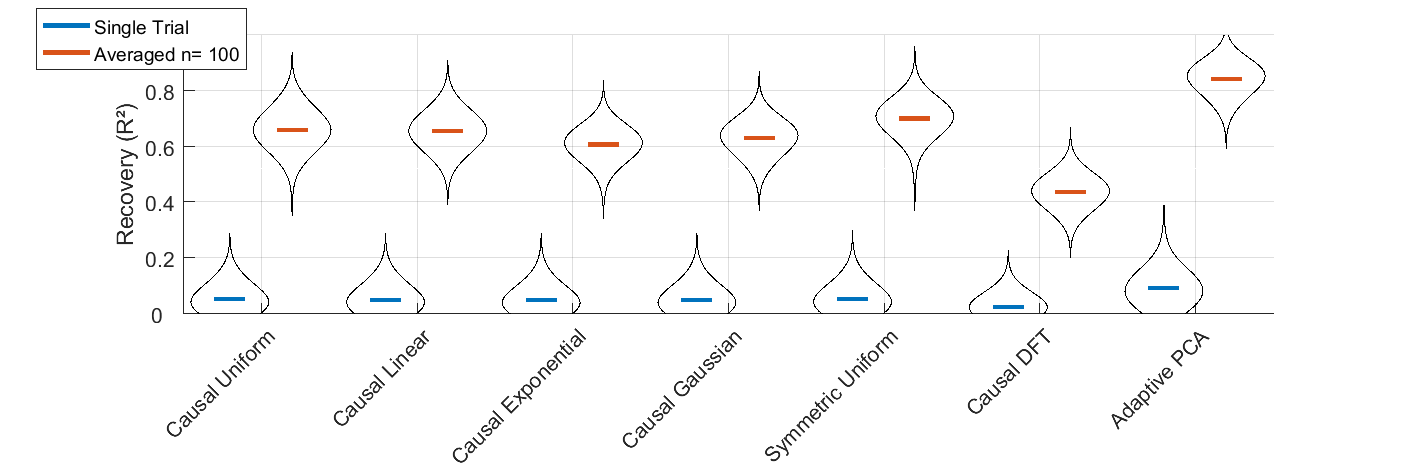 Single Trial
Averaged n= 100
Recovery (R²)
0.8
0.6
0.4
0.2
0
Causal Uniform
Causal Linear
Causal Exponential
Causal Gaussian
Symmetric Uniform
Causal DFT
Adaptive PCA